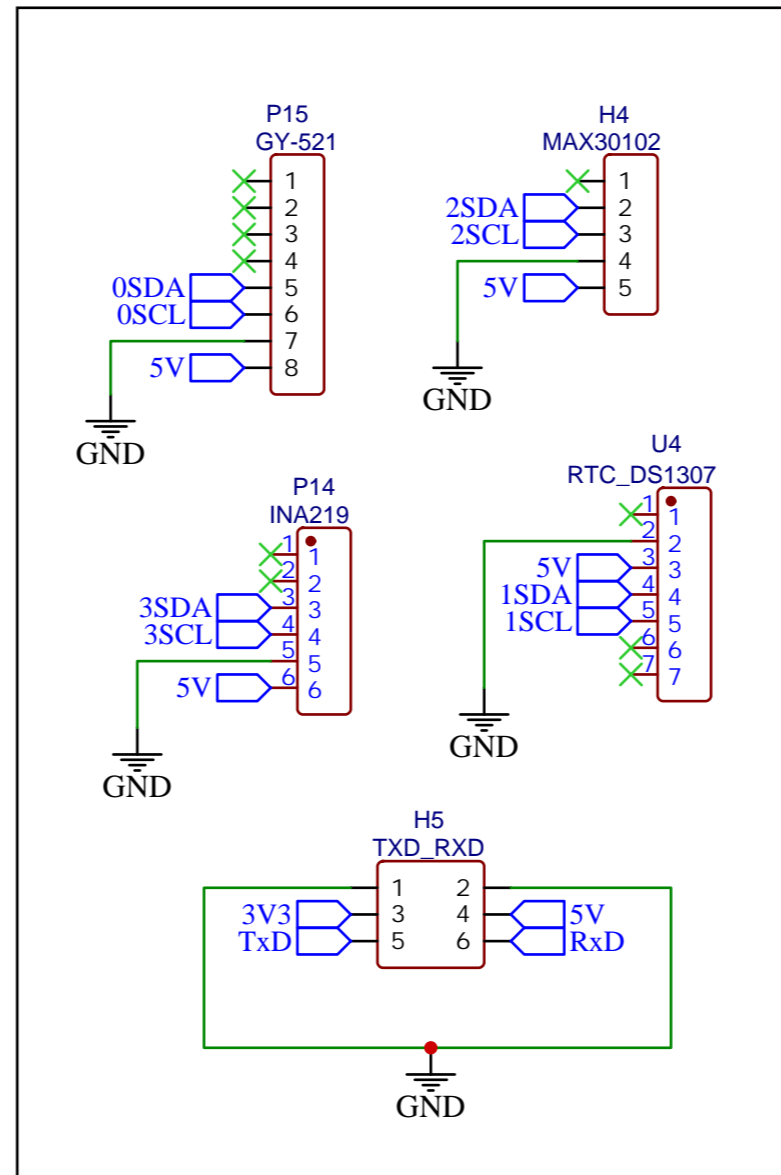 P15
GY-521
1
2
3
4
0SDA 5
0SCL 6
7
5V 8
GND
H4
MAX30102
1
2SDA 2
2SCL 3
4
5V 5
GND
P14
INA219
1 1
2 2
3SDA 3 3
3SCL 4 4
5 5
5V 6 6
GND
U4
RTC_DS1307
1 1
2 2
5V 3 3
1SDA 4 4
1SCL 5 5
6 6
7 7
GND
H5
TXD_RXD
1 2
3V3 3 4 5V
TxD 5 6 RxD
GND